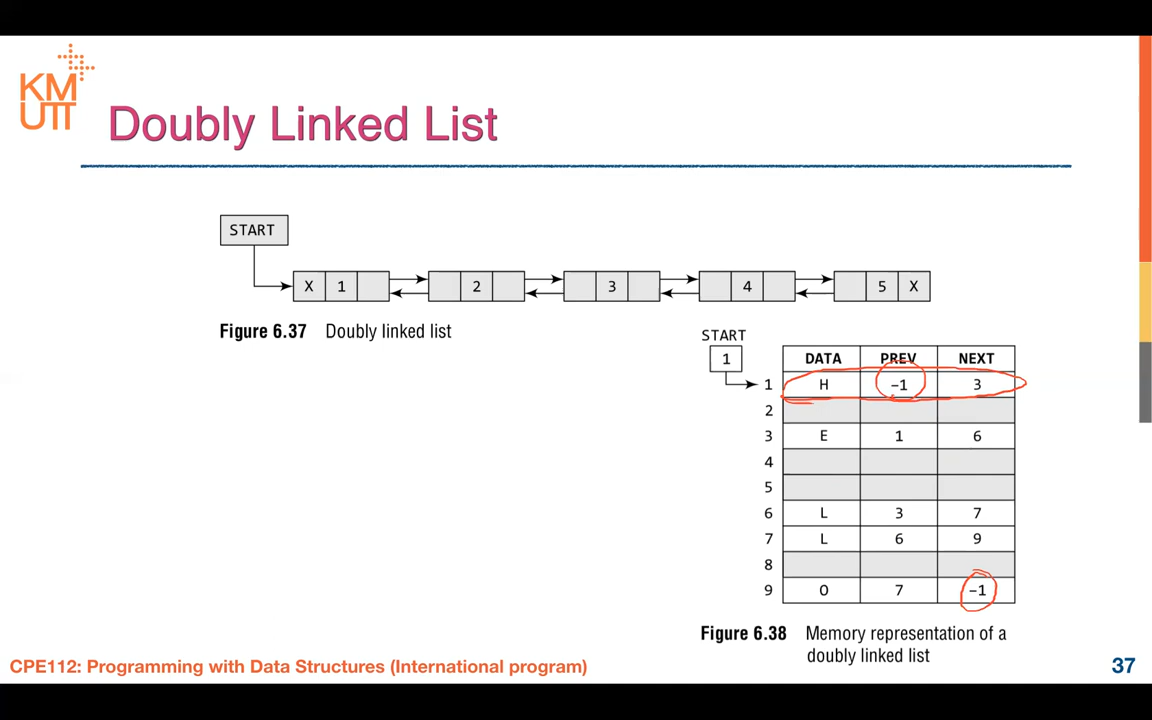 KM
UTT
Doubly Linked List
START
X 1 2 3 4 5 X
Figure 6.37 Doubly linked list
START
1
DATA PREV NEXT
1 H -1 3
2
3 E 1 6
4
5
6 L 3 7
7 L 6 9
8
9 O 7 -1
Figure 6.38 Memory representation of a
doubly linked list
CPE112: Programming with Data Structures (International program)
37